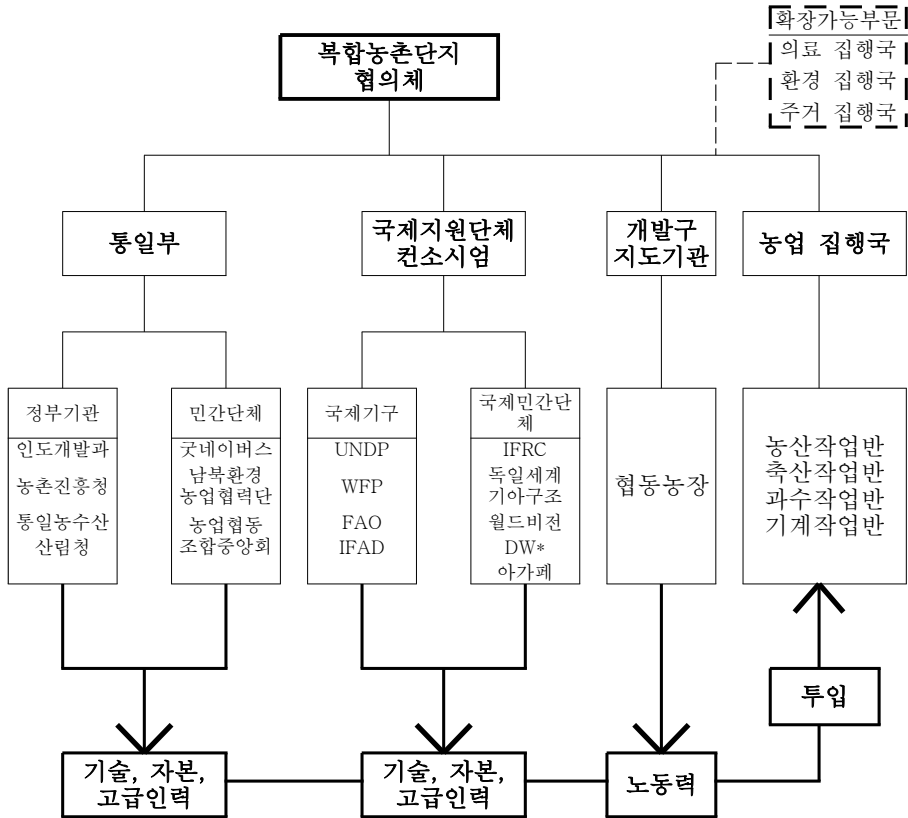 확장가능부문
의료 집행국
환경 집행국
주거 집행국
복합농촌단지
협의체
통일부
국제지원단체
컨소시엄
개발구
지도기관
농업 집행국
정부기관
인도개발과
농촌진흥청
통일농수산
산림청
민간단체
굿네이버스
남북환경
농업협력단
농업협동
조합중앙회
국제기구
UNDP
WFP
FAO
IFAD
국제민간단
체
IFRC
독일세계
기아구조
월드비전
DW*
아가페
협동농장
농산작업반
축산작업반
과수작업반
기계작업반
투입
기술, 자본,
고급인력
기술, 자본,
고급인력
노동력